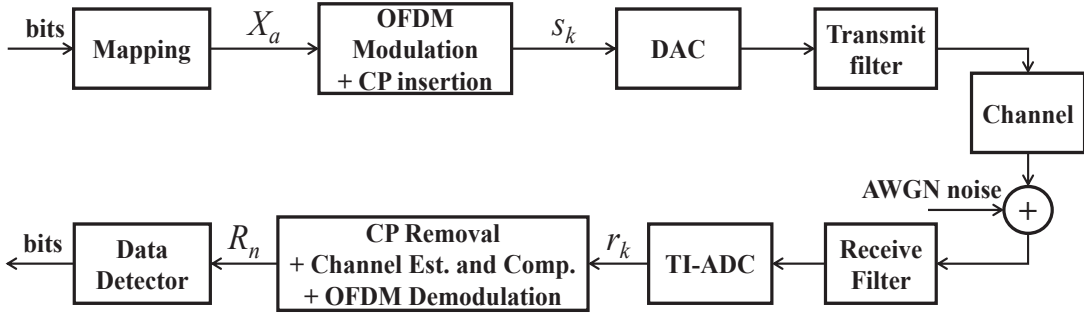 bits
Mapping
X_a
OFDM
Modulation
+ CP insertion
s_k
DAC
Transmit
filter
Channel
AWGN noise
+
Receive
Filter
TI-ADC
r_k
CP Removal
+ Channel Est. and Comp.
+ OFDM Demodulation
R_n
Data
Detector
bits